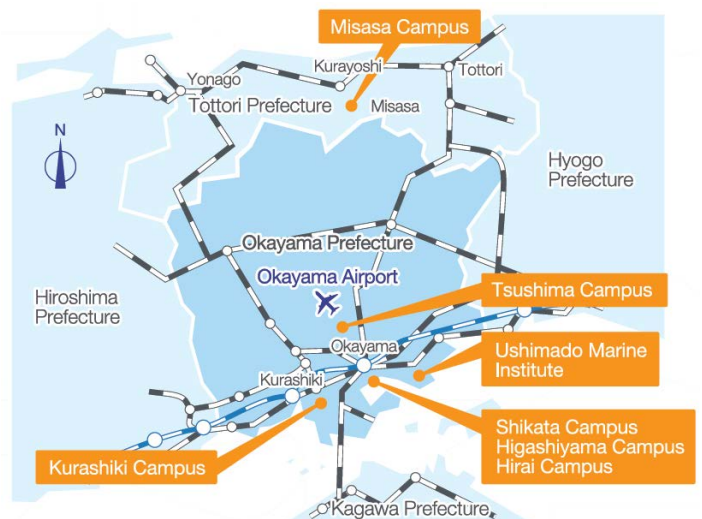 Misasa Campus
Kurayoshi
Tottori
Yonago
Tottori Prefecture
Misasa
N
Hyogo
Prefecture
Okayama Prefecture
Okayama Airport
Tsushima Campus
Hiroshima
Prefecture
Okayama
Ushimado Marine
Institute
Kurashiki
Shikata Campus
Higashiyama Campus
Hirai Campus
Kurashiki Campus
Kagawa Prefecture